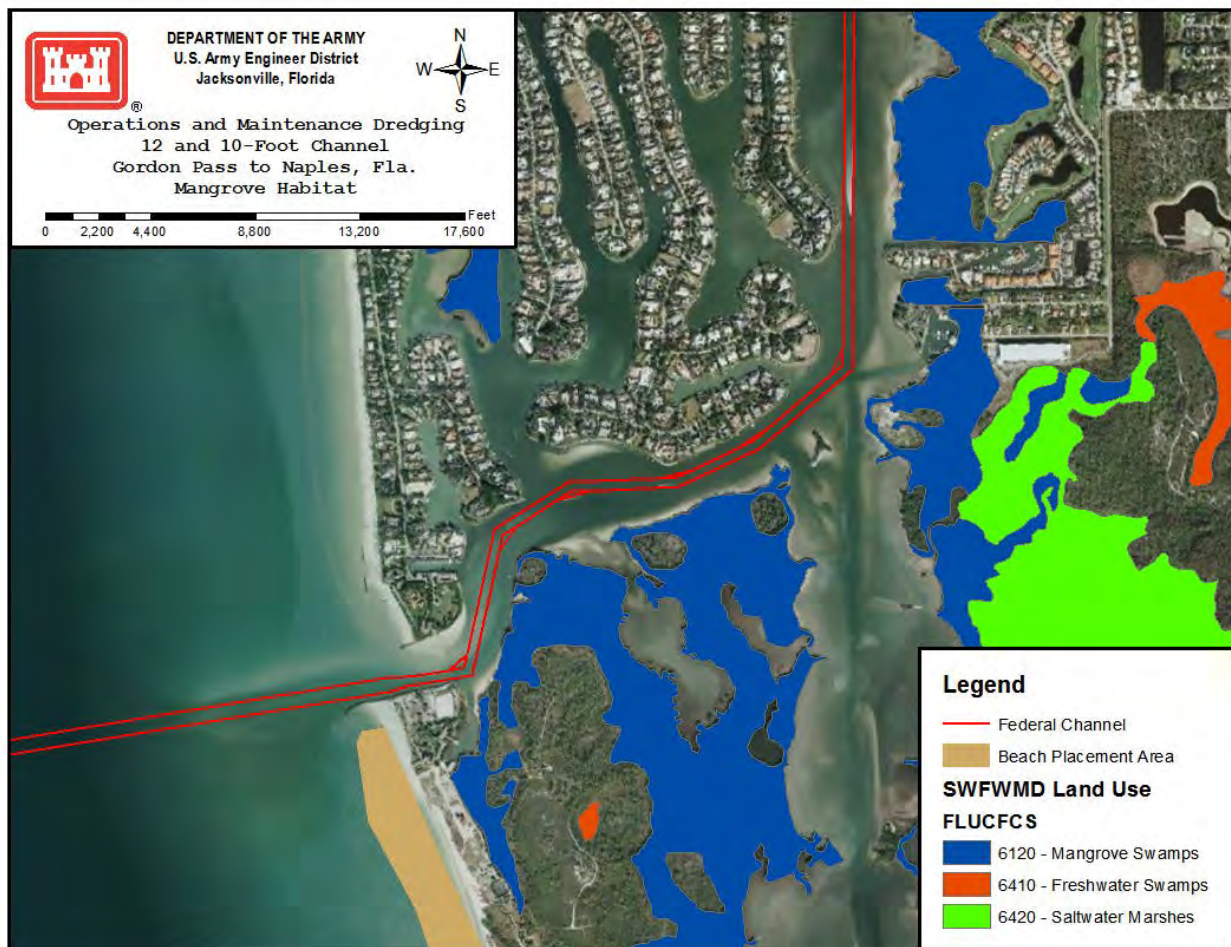 DEPARTMENT OF THE ARMY
U.S. Army Engineer District
Jacksonville, Florida
N
W E
S
®
Operations and Maintenance Dredging
12 and 10-Foot Channel
Gordon Pass to Naples, Fla.
Mangrove Habitat
Feet
0 2,200 4,400 8,800 13,200 17,600
Legend
Federal Channel
Beach Placement Area
SWFWMD Land Use
FLUCFCS
6120 - Mangrove Swamps
6410 - Freshwater Swamps
6420 - Saltwater Marshes